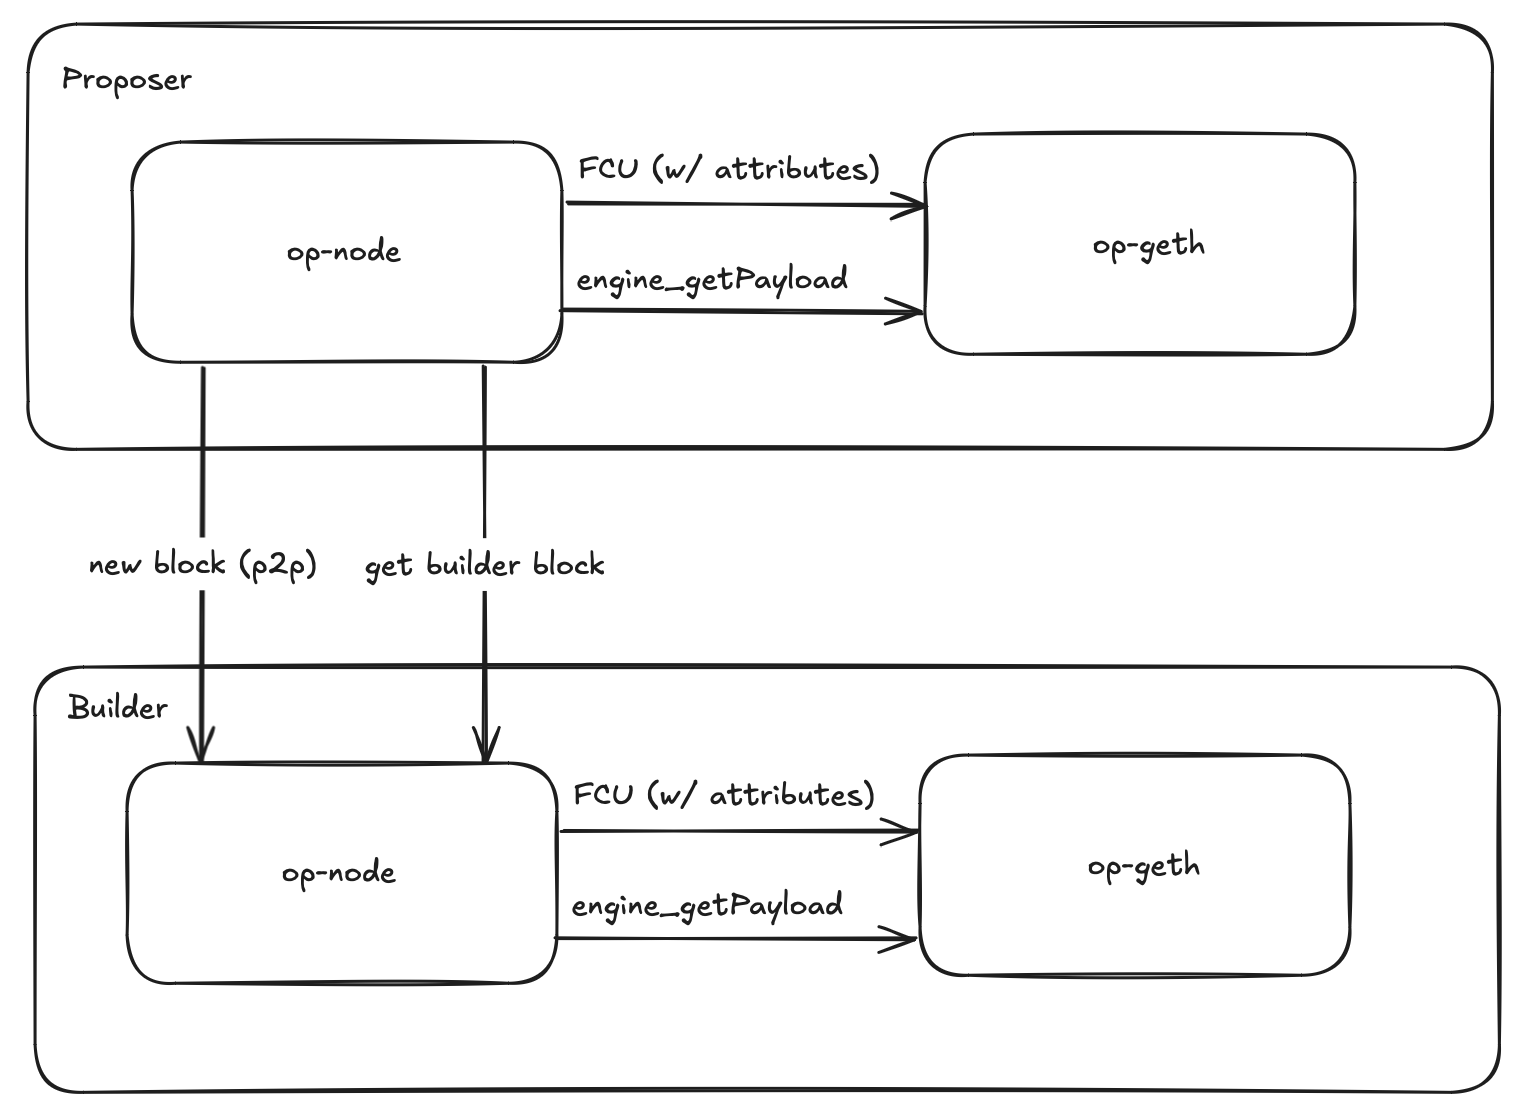 Proposer
FCU (w/ attributes)
op-node
op-geth
engine_getPayload
new block (p2p)
get builder block
Builder
FCU (w/ attributes)
op-node
op-geth
engine_getPayload